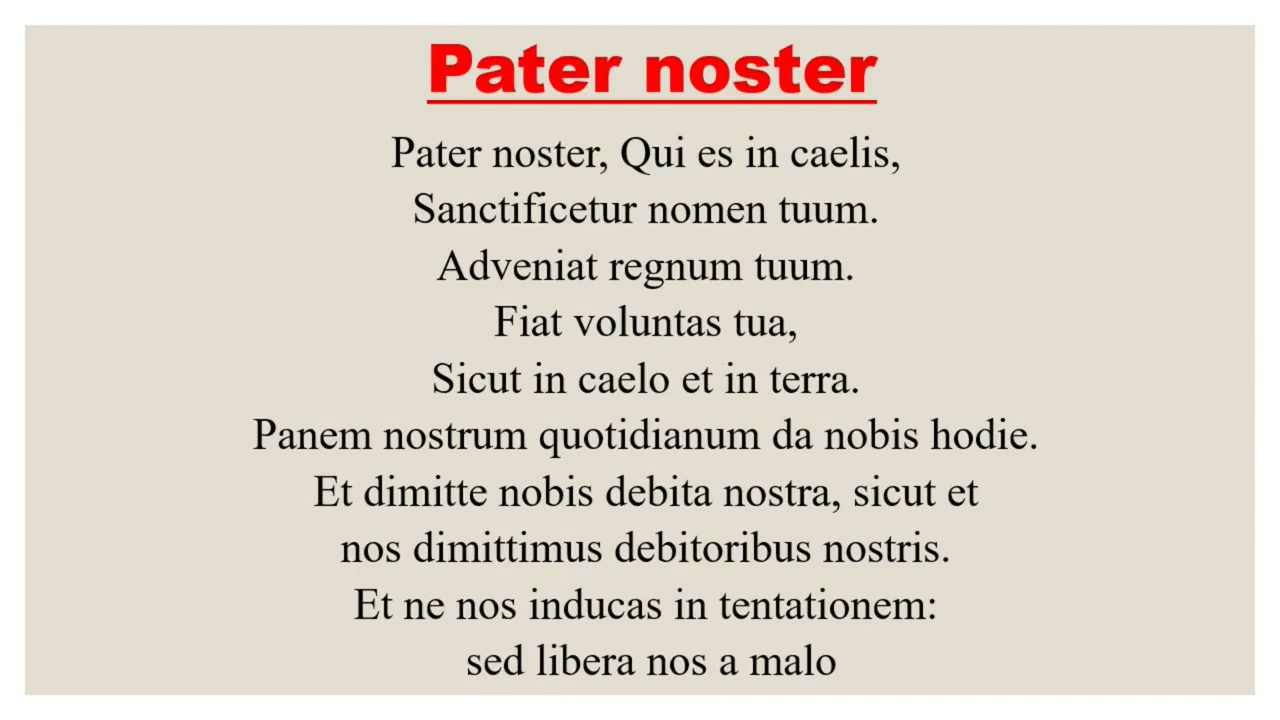 Pater noster
Pater noster, Qui es in caelis,
Sanctificetur nomen tuum.
Adveniat regnum tuum.
Fiat voluntas tua,
Sicut in caelo et in terra.
Panem nostrum quotidianum da nobis hodie.
Et dimitte nobis debita nostra, sicut et
nos dimittimus debitoribus nostris.
Et ne nos inducas in tentationem:
sed libera nos a malo